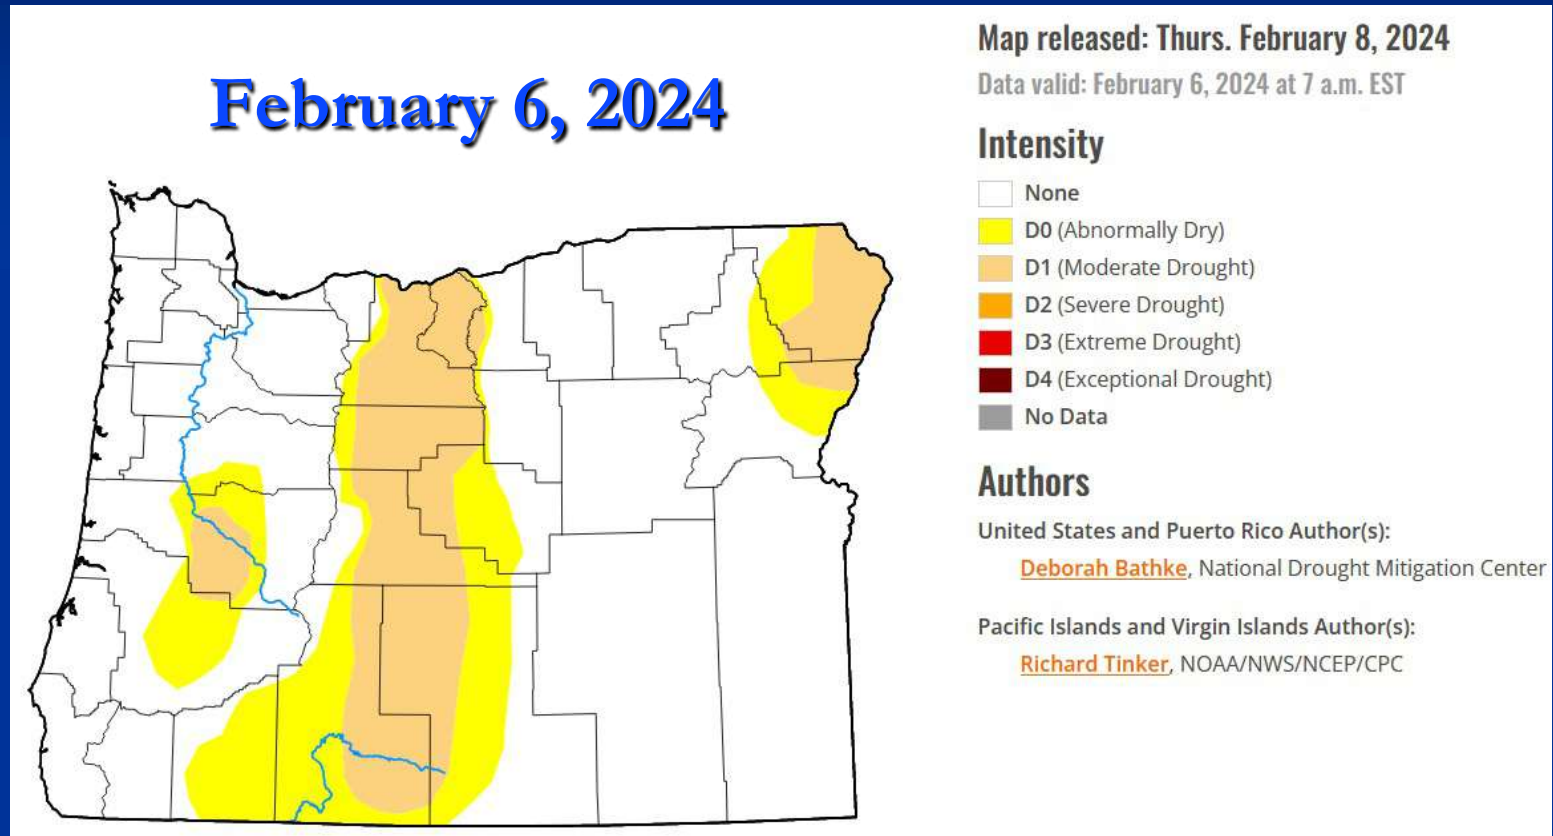 February 6, 2024
Map released: Thurs. February 8, 2024
Data valid: February 6, 2024 at 7 a.m. EST
Intensity
None
D0 (Abnormally Dry)
D1 (Moderate Drought)
D2 (Severe Drought)
D3 (Extreme Drought)
D4 (Exceptional Drought)
No Data
Authors
United States and Puerto Rico Author(s):
Deborah Bathke, National Drought Mitigation Center
Pacific Islands and Virgin Islands Author(s):
Richard Tinker, NOAA/NWS/NCEP/CPC